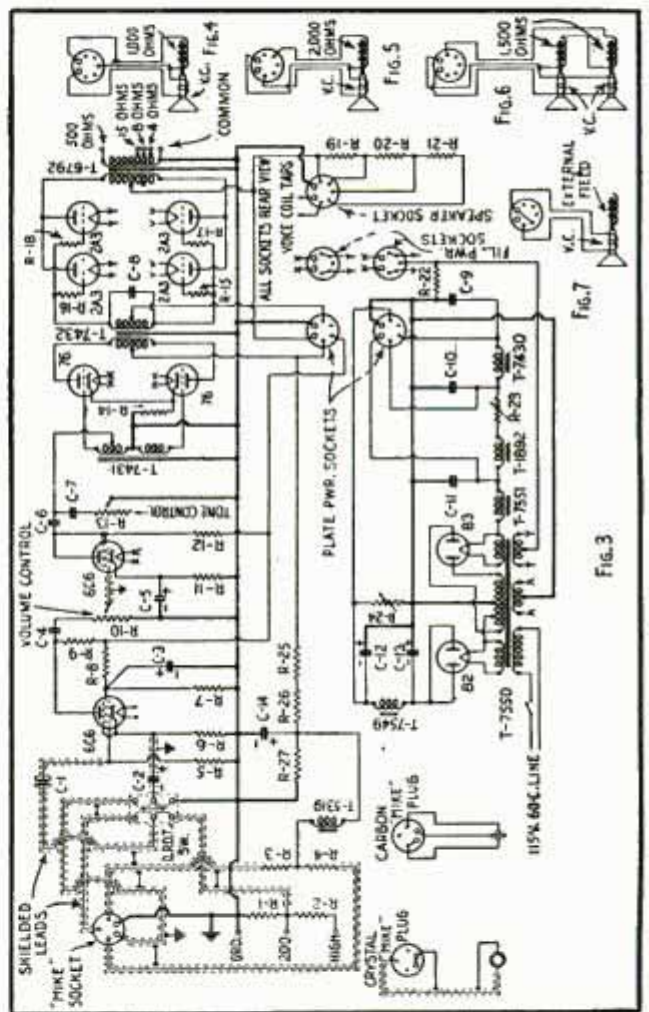 SHIELDED
LEADS
"MIKE"
SOCKET
C-1
6C6
C-2
D.P.D.T.
SW.
R-5
R-6
R-7
R-8
R-9
C-3
C-4
VOLUME CONTROL
R-10
C-5
R-11
6C6
R-12
R-13
TONE CONTROL
C-6
C-7
T-7431
76
R-14
76
T-7432
R-16
2A3
2A3
R-18
2A3
2A3
R-15
C-8
R-17
T-6792
500
OHMS
15 OHMS
8 OHMS
4 OHMS
COMMON
GRD.
200
HIGH
R-1
R-2
R-3
R-4
T-5319
C-14
R-27
R-26
R-25
PLATE PWR. SOCKETS
ALL SOCKETS REAR VIEW
VOICE COIL TAPS
SPEAKER SOCKET
R-19
R-20
R-21
FIL. PWR.
SOCKETS
R-22
C-9
C-10
C-11
C-12
C-13
R-24
T-7549
82
83
T-7550
T-7551
T-1892
R-23
T-7430
A
A
115V. 60-C. LINE
CRYSTAL
"MIKE"
PLUG
CARBON
"MIKE" PLUG
FIG. 3
FIG. 4
1,000
OHMS
V.C.
FIG. 5
2,000
OHMS
V.C.
FIG. 6
1,500
OHMS
V.C.
FIG. 7
EXTERNAL
FIELD
V.C.